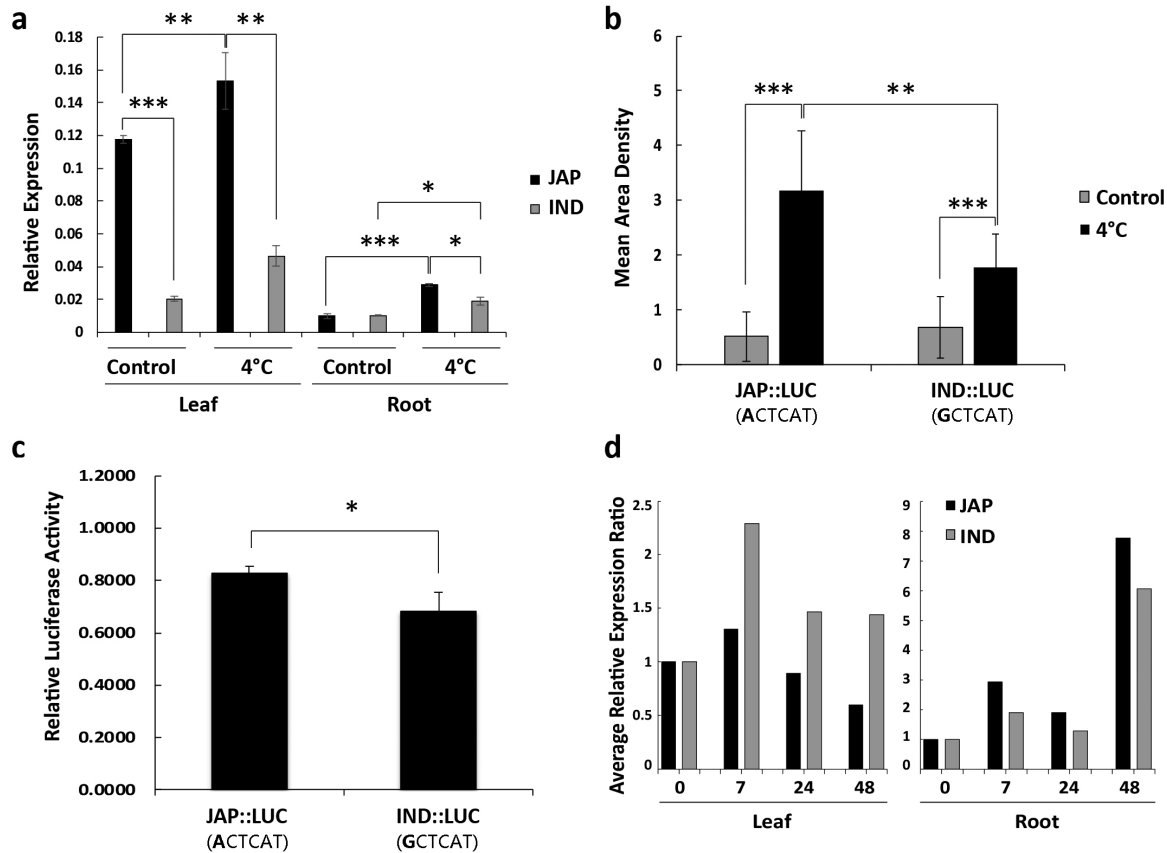 a
0.18
0.16
0.14
0.12
0.1
0.08
0.06
0.04
0.02
0
Relative Expression
** **
***
*
*** *
JAP
IND
Control 4°C Control 4°C
Leaf Root
b
6
5
4
3
2
1
0
Mean Area Density
*** **
***
Control
4°C
JAP::LUC IND::LUC
(ACTCAT) (GCTCAT)
c
1.2000
1.0000
0.8000
0.6000
0.4000
0.2000
0.0000
Relative Luciferase Activity
*
JAP::LUC IND::LUC
(ACTCAT) (GCTCAT)
d
2.5
2
1.5
1
0.5
0
Average Relative Expression Ratio
0 7 24 48
Leaf
9
8
7
6
5
4
3
2
1
0
JAP
IND
0 7 24 48
Root